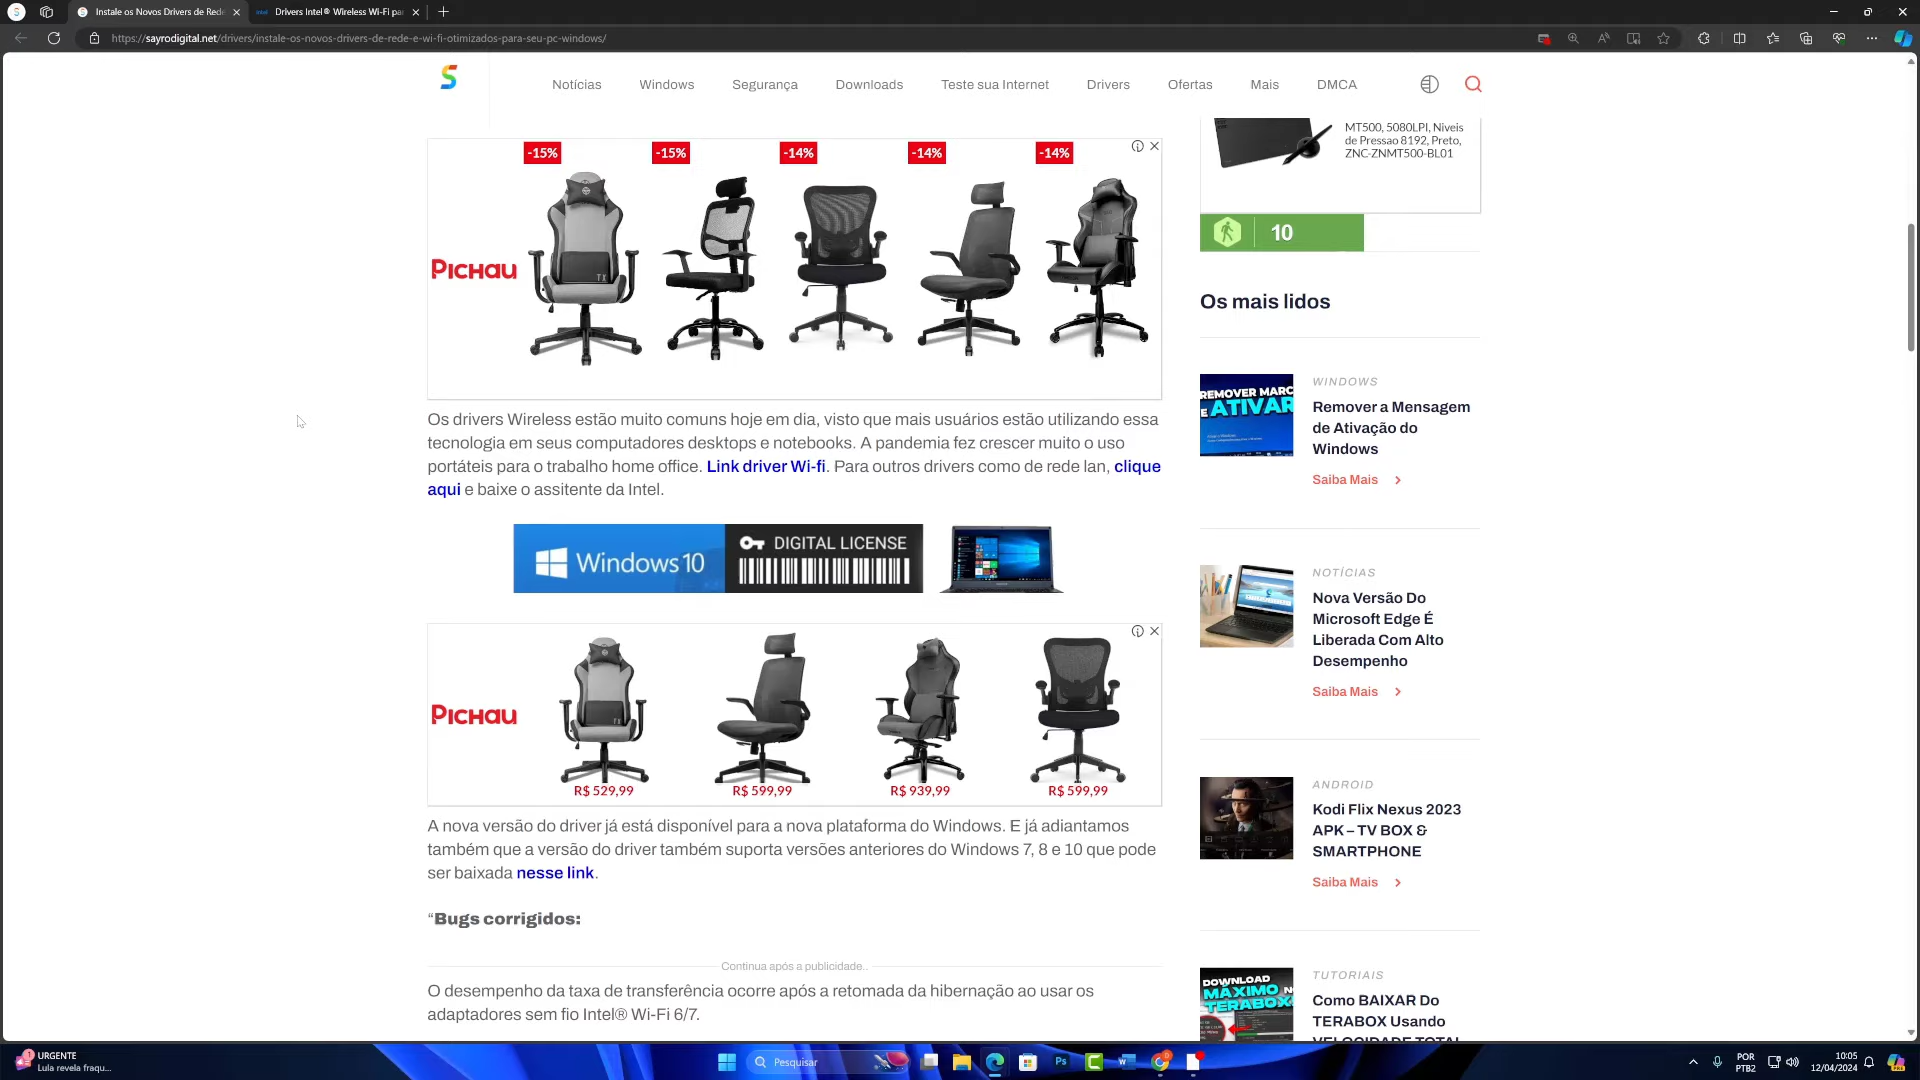 Instale os Novos Drivers de Rede
Drivers Intel® Wireless Wi-Fi pa
https://sayrodigital.net/drivers/instale-os-novos-drivers-de-rede-e-wi-fi-otimizados-para-seu-pc-windows/
Notícias Windows Segurança Downloads Teste sua Internet Drivers Ofertas Mais DMCA
MT500, 5080LPI, Niveis
de Pressao 8192, Preto,
ZNC-ZNMT500-BL01
-15% -15% -14% -14% -14%
PICHAU
10
Os mais lidos
Os drivers Wireless estão muito comuns hoje em dia, visto que mais usuários estão utilizando essa
tecnologia em seus computadores desktops e notebooks. A pandemia fez crescer muito o uso
portáteis para o trabalho home office. Link driver Wi-fi. Para outros drivers como de rede lan, clique
aqui e baixe o assitente da Intel.
Windows 10 DIGITAL LICENSE
PICHAU
R$ 529,99 R$ 599,99 R$ 939,99 R$ 599,99
A nova versão do driver já está disponível para a nova plataforma do Windows. E já adiantamos
também que a versão do driver também suporta versões anteriores do Windows 7, 8 e 10 que pode
ser baixada nesse link.
“Bugs corrigidos:
Continua após a publicidade..
O desempenho da taxa de transferência ocorre após a retomada da hibernação ao usar os
adaptadores sem fio Intel® Wi-Fi 6/7.
REMOVER MARC
E ATIVAR
WINDOWS
Remover a Mensagem
de Ativação do
Windows
Saiba Mais
NOTÍCIAS
Nova Versão Do
Microsoft Edge É
Liberada Com Alto
Desempenho
Saiba Mais
ANDROID
Kodi Flix Nexus 2023
APK – TV BOX &
SMARTPHONE
Saiba Mais
DOWNLOAD
MÁXIMO NO
TERABOX
TUTORIAIS
Como BAIXAR Do
TERABOX Usando
VELOCIDADE TOTAL
1
URGENTE
Lula revela fraqu...
Pesquisar
POR
PTB2
10:05
12/04/2024